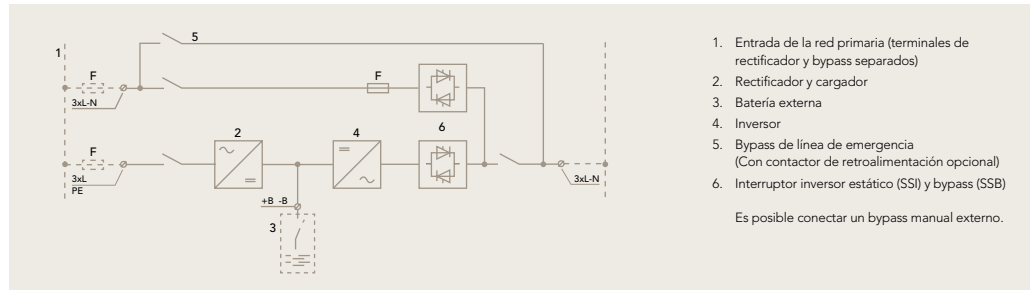 5
1
F
F
3xL-N
2
4
6
F
3xL
PE
3xL-N
+B -B
3
1. Entrada de la red primaria (terminales de
rectificador y bypass separados)
2. Rectificador y cargador
3. Batería externa
4. Inversor
5. Bypass de línea de emergencia
(Con contactor de retroalimentación opcional)
6. Interruptor inversor estático (SSI) y bypass (SSB)
Es posible conectar un bypass manual externo.